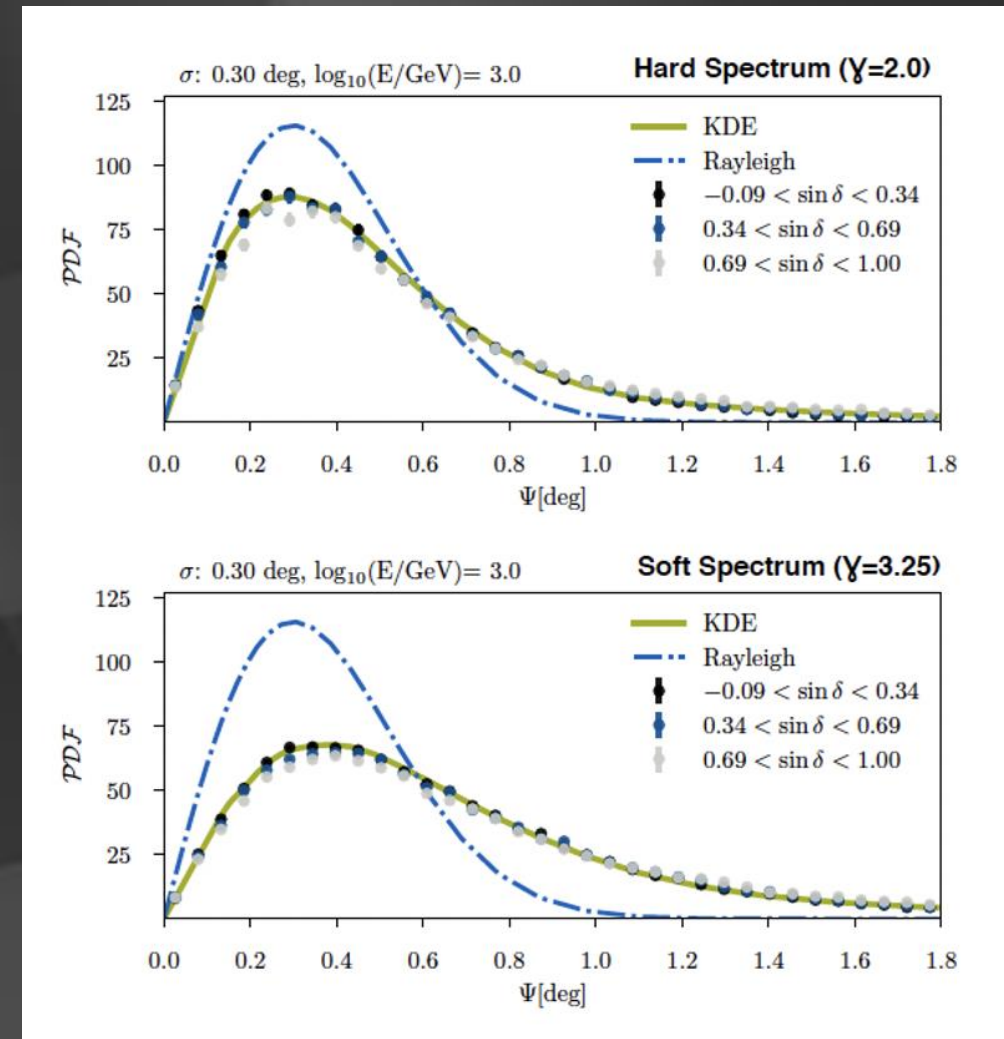 σ: 0.30 deg, log₁₀(E/GeV)= 3.0
Hard Spectrum (Ɣ=2.0)
125
100
75
50
25
PDF
KDE
Rayleigh
−0.09 < sin δ < 0.34
0.34 < sin δ < 0.69
0.69 < sin δ < 1.00
0.0 0.2 0.4 0.6 0.8 1.0 1.2 1.4 1.6 1.8
Ψ[deg]
σ: 0.30 deg, log₁₀(E/GeV)= 3.0
Soft Spectrum (Ɣ=3.25)
125
100
75
50
25
PDF
KDE
Rayleigh
−0.09 < sin δ < 0.34
0.34 < sin δ < 0.69
0.69 < sin δ < 1.00
0.0 0.2 0.4 0.6 0.8 1.0 1.2 1.4 1.6 1.8
Ψ[deg]